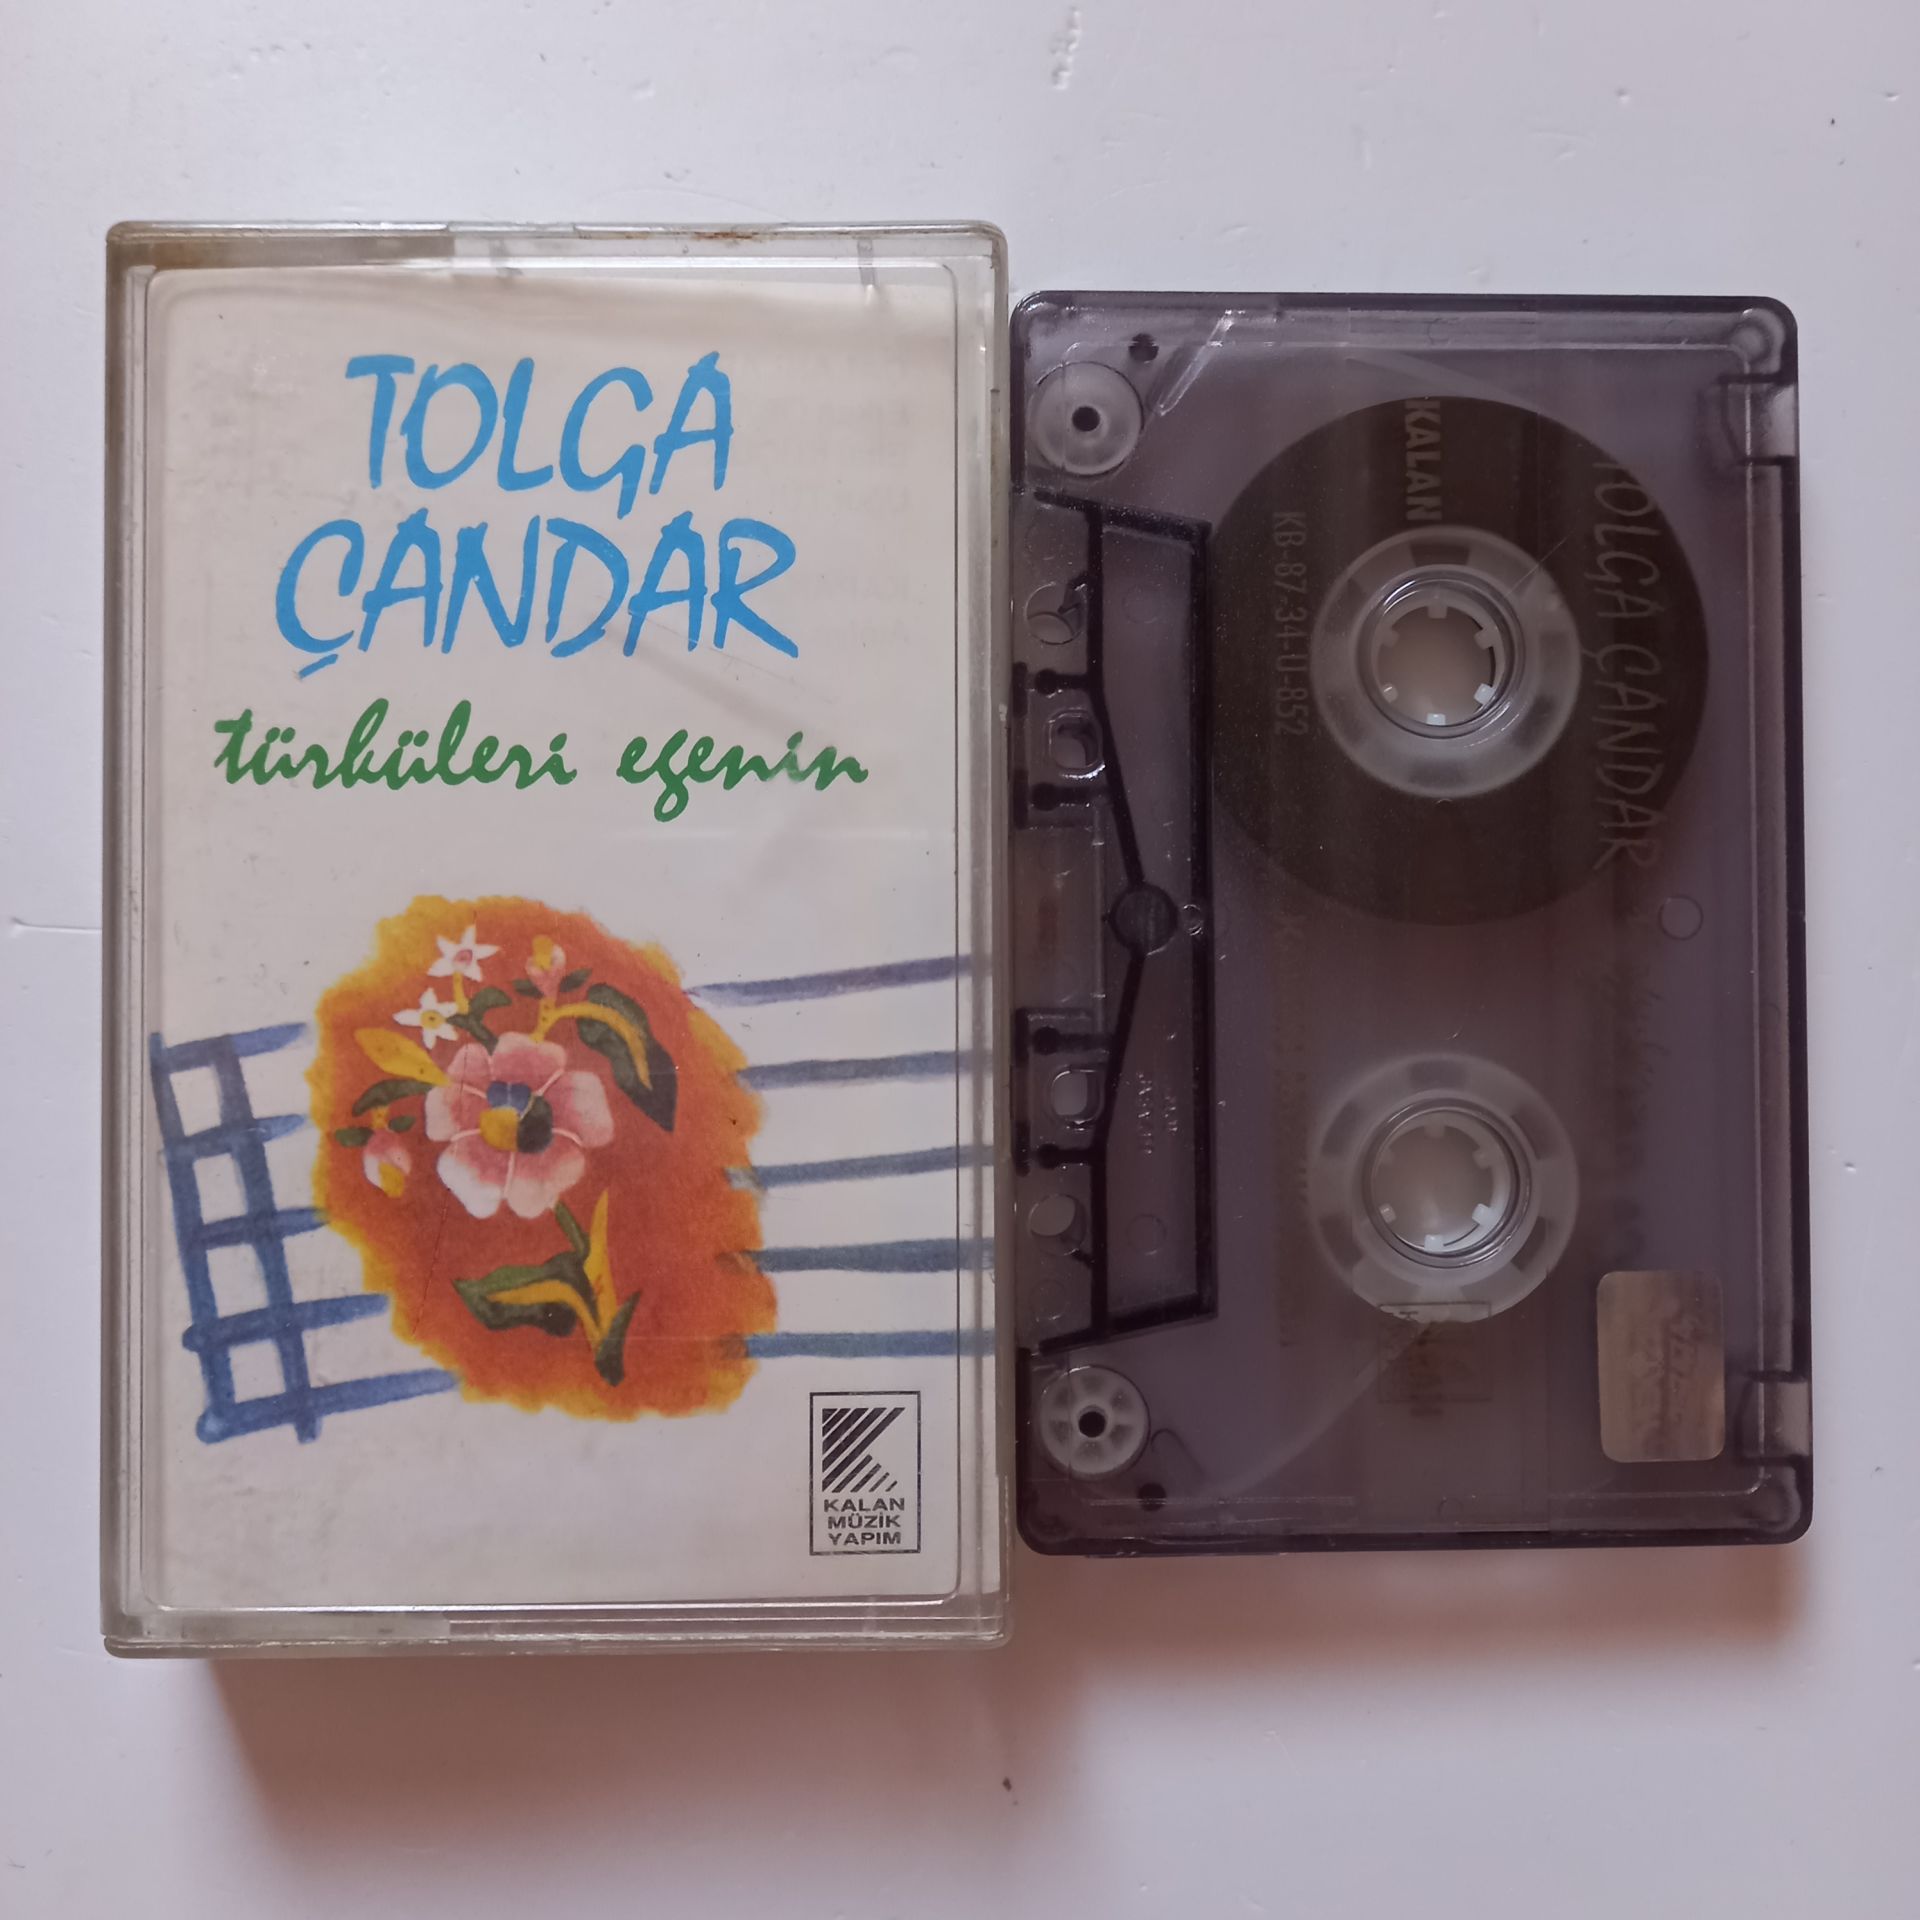 TOLGA
ÇANDAR
türküleri egenin
KALAN
MÜZİK
YAPIM
KALAN
KB-87-34-U-852
TOLGA ÇANDAR